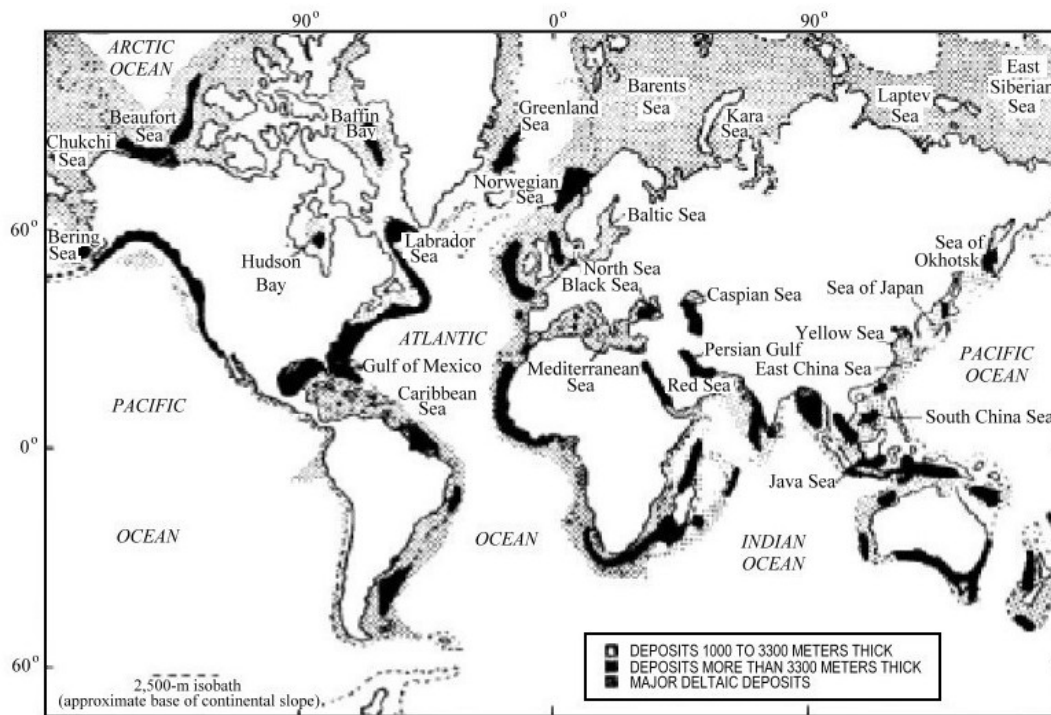 90° 0° 90°
ARCTIC
OCEAN
Beaufort
Sea
Chukchi
Sea
Baffin
Bay
Greenland
Sea
Barents
Sea
Kara
Sea
Laptev
Sea
East
Siberian
Sea
Norwegian
Sea
Baltic Sea
60°
Bering
Sea
Hudson
Bay
Labrador
Sea
North Sea
Black Sea
Caspian Sea
Sea of
Okhotsk
Sea of Japan
Yellow Sea
ATLANTIC
Gulf of Mexico
Mediterranean
Sea
Persian Gulf
East China Sea
PACIFIC
OCEAN
Red Sea
Caribbean
Sea
PACIFIC
South China Sea
0°
Java Sea
OCEAN
OCEAN
INDIAN
OCEAN
60°
2,500-m isobath
(approximate base of continental slope)
DEPOSITS 1000 TO 3300 METERS THICK
DEPOSITS MORE THAN 3300 METERS THICK
MAJOR DELTAIC DEPOSITS